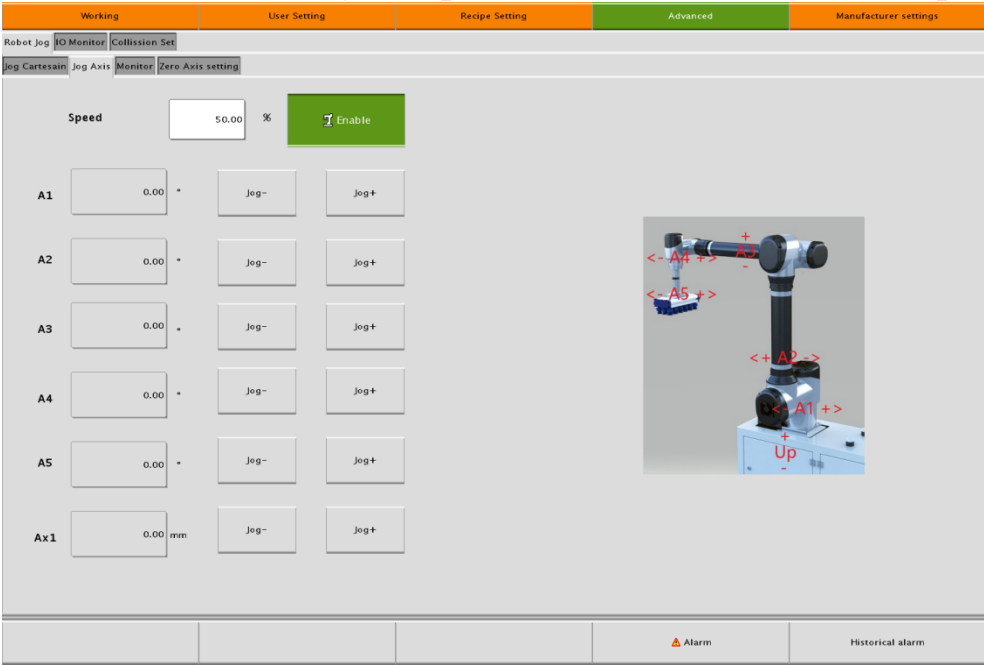 Working User Setting Recipe Setting Advanced Manufacturer settings
Robot Jog IO Monitor Collission Set
Jog Cartesain Jog Axis Monitor Zero Axis setting
Speed 50.00 % Enable
A1 0.00 ° Jog- Jog+
A2 0.00 ° Jog- Jog+
A3 0.00 ° Jog- Jog+
A4 0.00 ° Jog- Jog+
A5 0.00 ° Jog- Jog+
Ax1 0.00 mm Jog- Jog+
+
<- A4 +> A3
-
<- A5 +>
<+ A2 ->
<- A1 +>
+
Up
-
Alarm Historical alarm